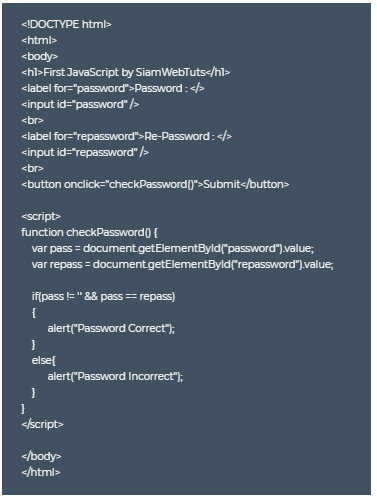 <!DOCTYPE html>
<html>
<body>
<h1>First JavaScript by SiamWebTuts</h1>
<label for="password">Password : </>
<input id="password" />
<br>
<label for="repassword">Re-Password : </>
<input id="repassword" />
<br>
<button onclick="checkPassword()">Submit</button>
<script>
function checkPassword() {
var pass = document.getElementById("password").value;
var repass = document.getElementById("repassword").value;
if(pass != '' && pass == repass)
{
alert("Password Correct");
}
else{
alert("Password Incorrect");
}
}
</script>
</body>
</html>